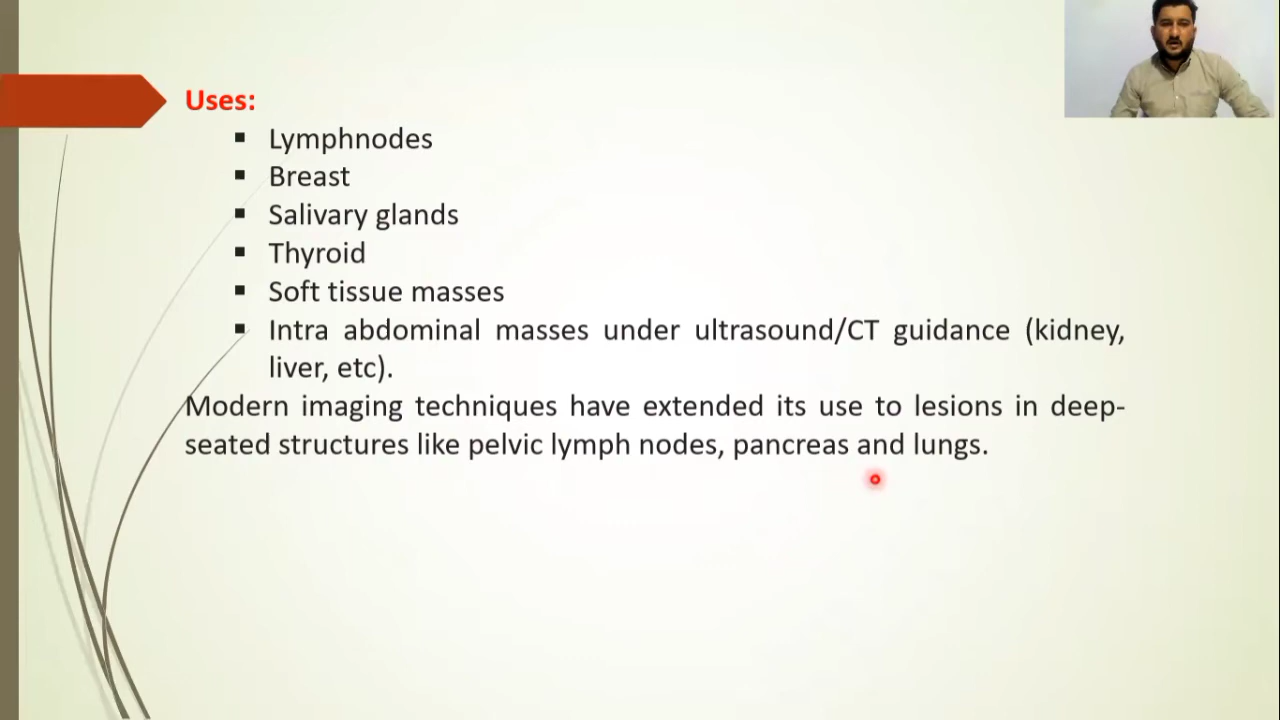 Uses:
▪ Lymphnodes
▪ Breast
▪ Salivary glands
▪ Thyroid
▪ Soft tissue masses
▪ Intra abdominal masses under ultrasound/CT guidance (kidney,
liver, etc).
Modern imaging techniques have extended its use to lesions in deep-
seated structures like pelvic lymph nodes, pancreas and lungs.